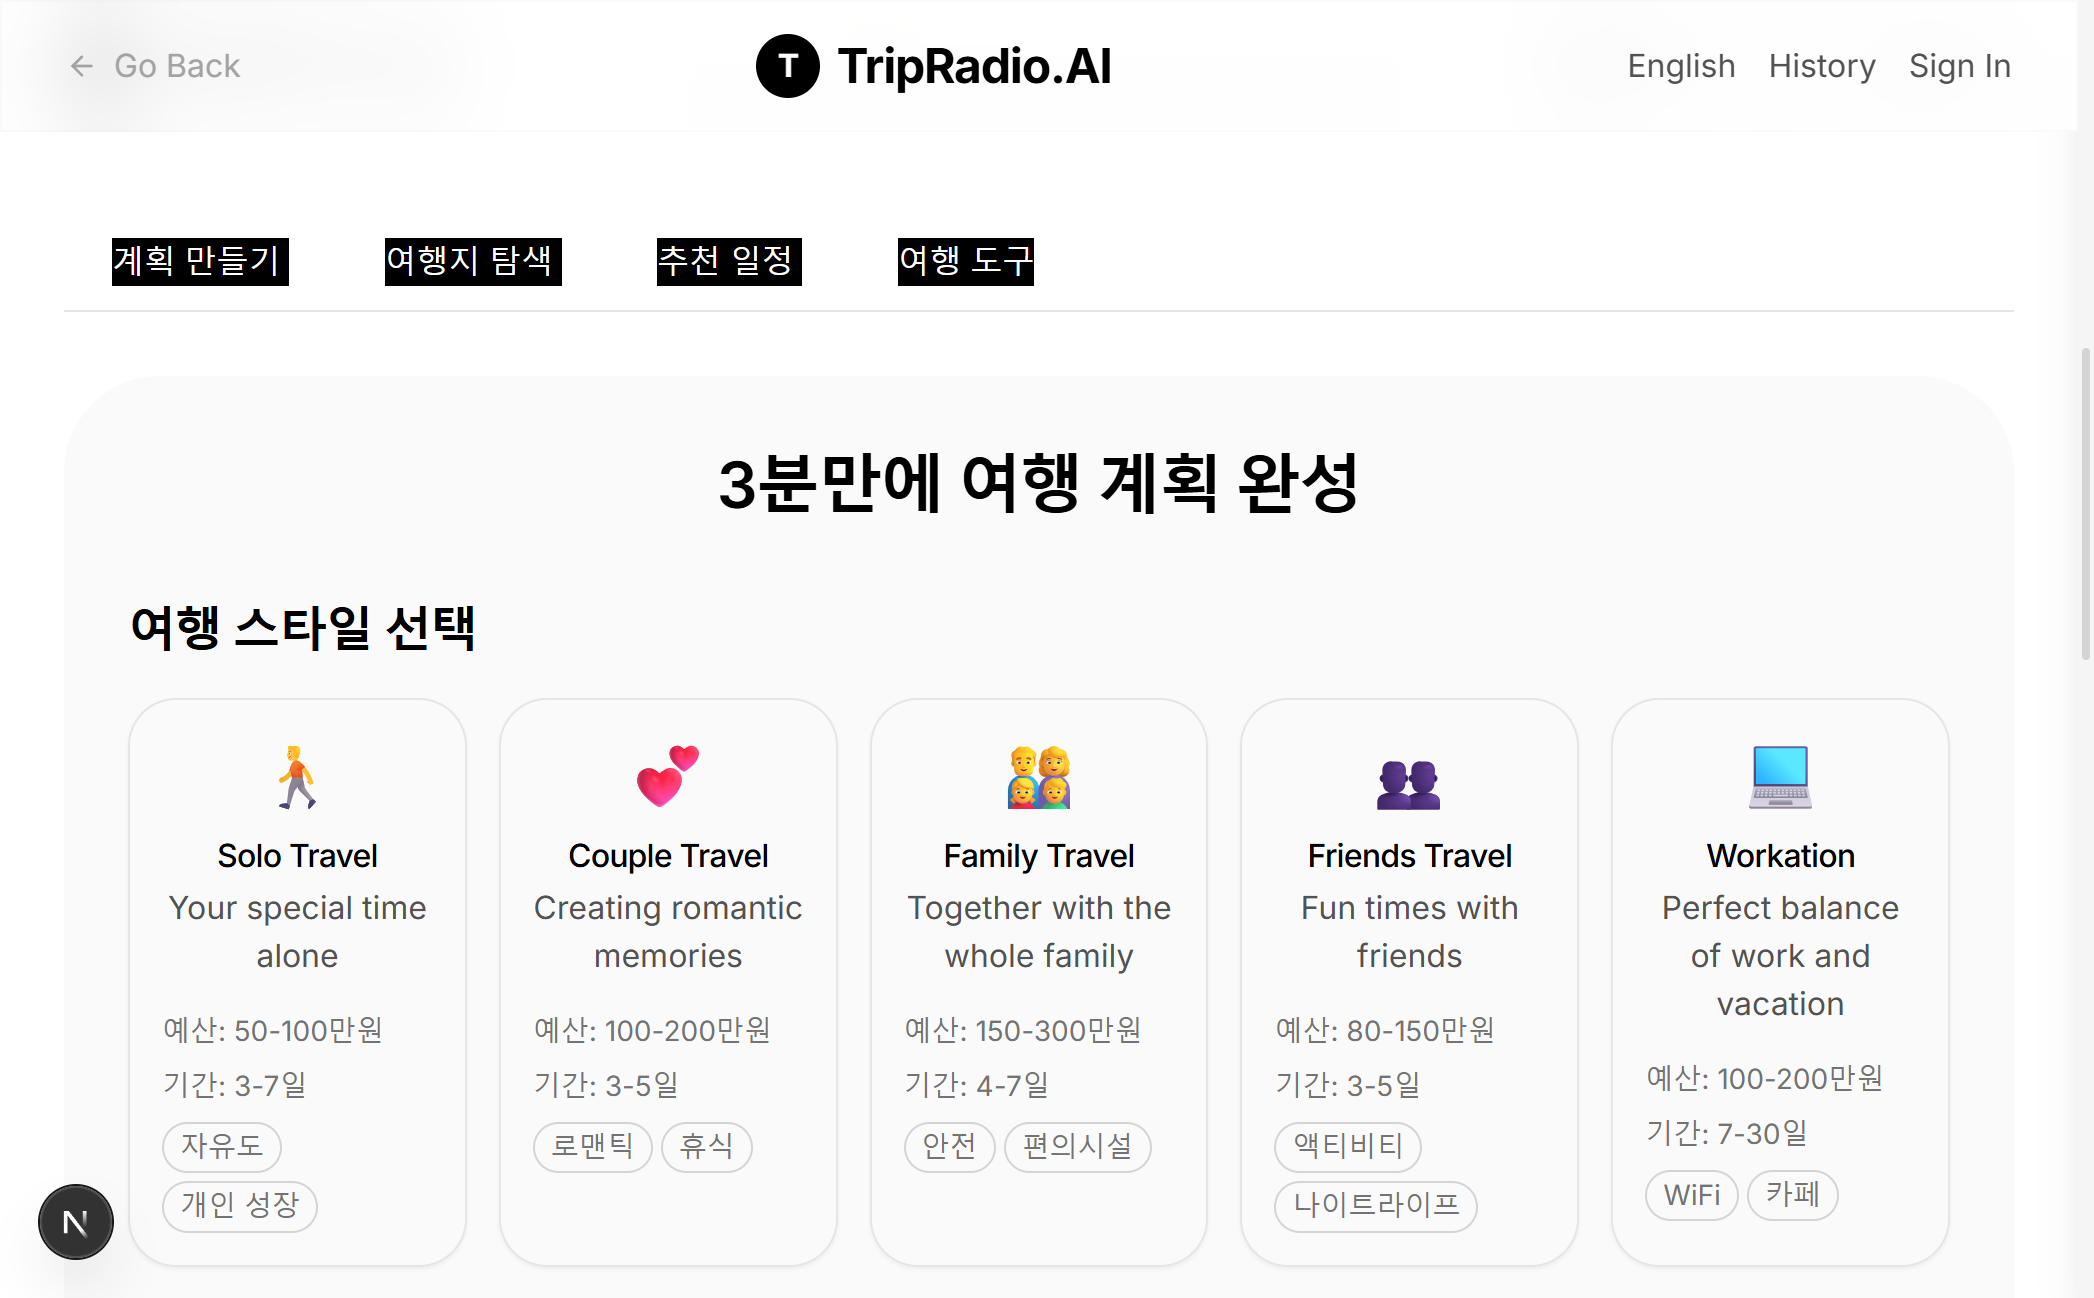 Go Back
T TripRadio.AI
English History Sign In
계획 만들기 여행지 탐색 추천 일정 여행 도구
3분만에 여행 계획 완성
여행 스타일 선택
Solo Travel
Your special time
alone
예산: 50-100만원
기간: 3-7일
자유도
개인 성장
Couple Travel
Creating romantic
memories
예산: 100-200만원
기간: 3-5일
로맨틱 휴식
Family Travel
Together with the
whole family
예산: 150-300만원
기간: 4-7일
안전 편의시설
Friends Travel
Fun times with
friends
예산: 80-150만원
기간: 3-5일
액티비티
나이트라이프
Workation
Perfect balance
of work and
vacation
예산: 100-200만원
기간: 7-30일
WiFi 카페
N